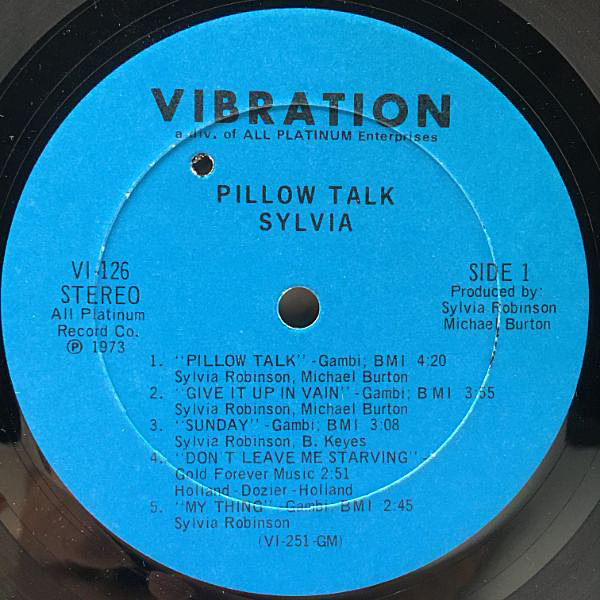 VIBRATION
a div. of ALL PLATINUM Enterprises
PILLOW TALK
SYLVIA
VI-126
STEREO
All Platinum
Record Co.
℗ 1973
SIDE 1
Produced by:
Sylvia Robinson
Michael Burton
1. "PILLOW TALK" -Gambi; BMI 4:20
Sylvia Robinson, Michael Burton
2. "GIVE IT UP IN VAIN" -Gambi; BMI 3:55
Sylvia Robinson, Michael Burton
3. "SUNDAY" -Gambi; BMI 3:08
Sylvia Robinson, B. Keyes
4. "DON'T LEAVE ME STARVING" -
Gold Forever Music 2:51
Holland - Dozier - Holland
5. "MY THING" -Gambi BMI 2:45
Sylvia Robinson
(VI-251-GM)